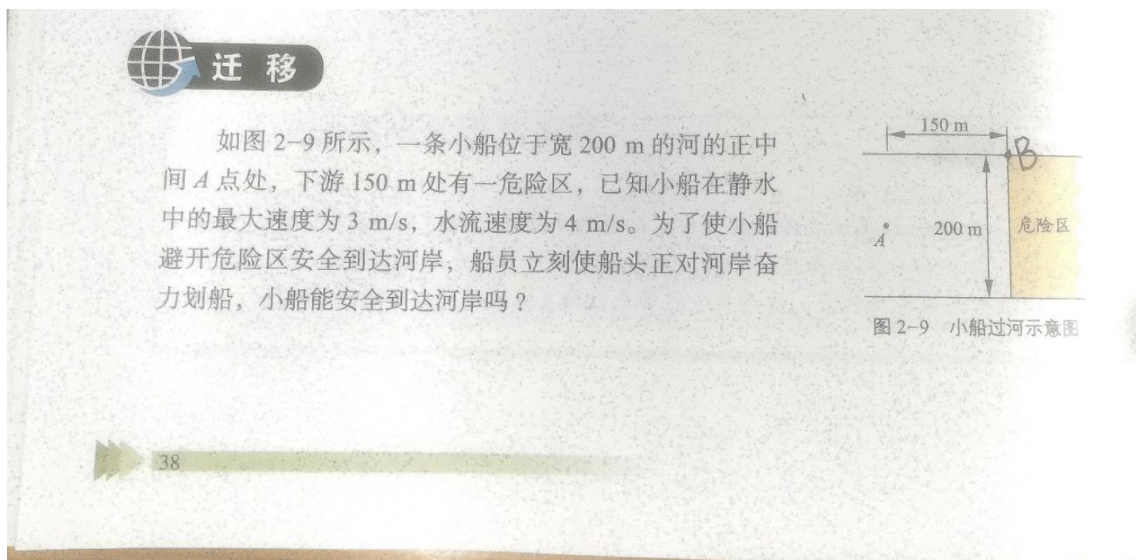 迁移
如图 2-9 所示，一条小船位于宽 200 m 的河的正中
间 A 点处，下游 150 m 处有一危险区，已知小船在静水
中的最大速度为 3 m/s，水流速度为 4 m/s。为了使小船
避开危险区安全到达河岸，船员立刻使船头正对河岸奋
力划船，小船能安全到达河岸吗？
150 m
B
A
200 m
危险区
图 2-9 小船过河示意图
38